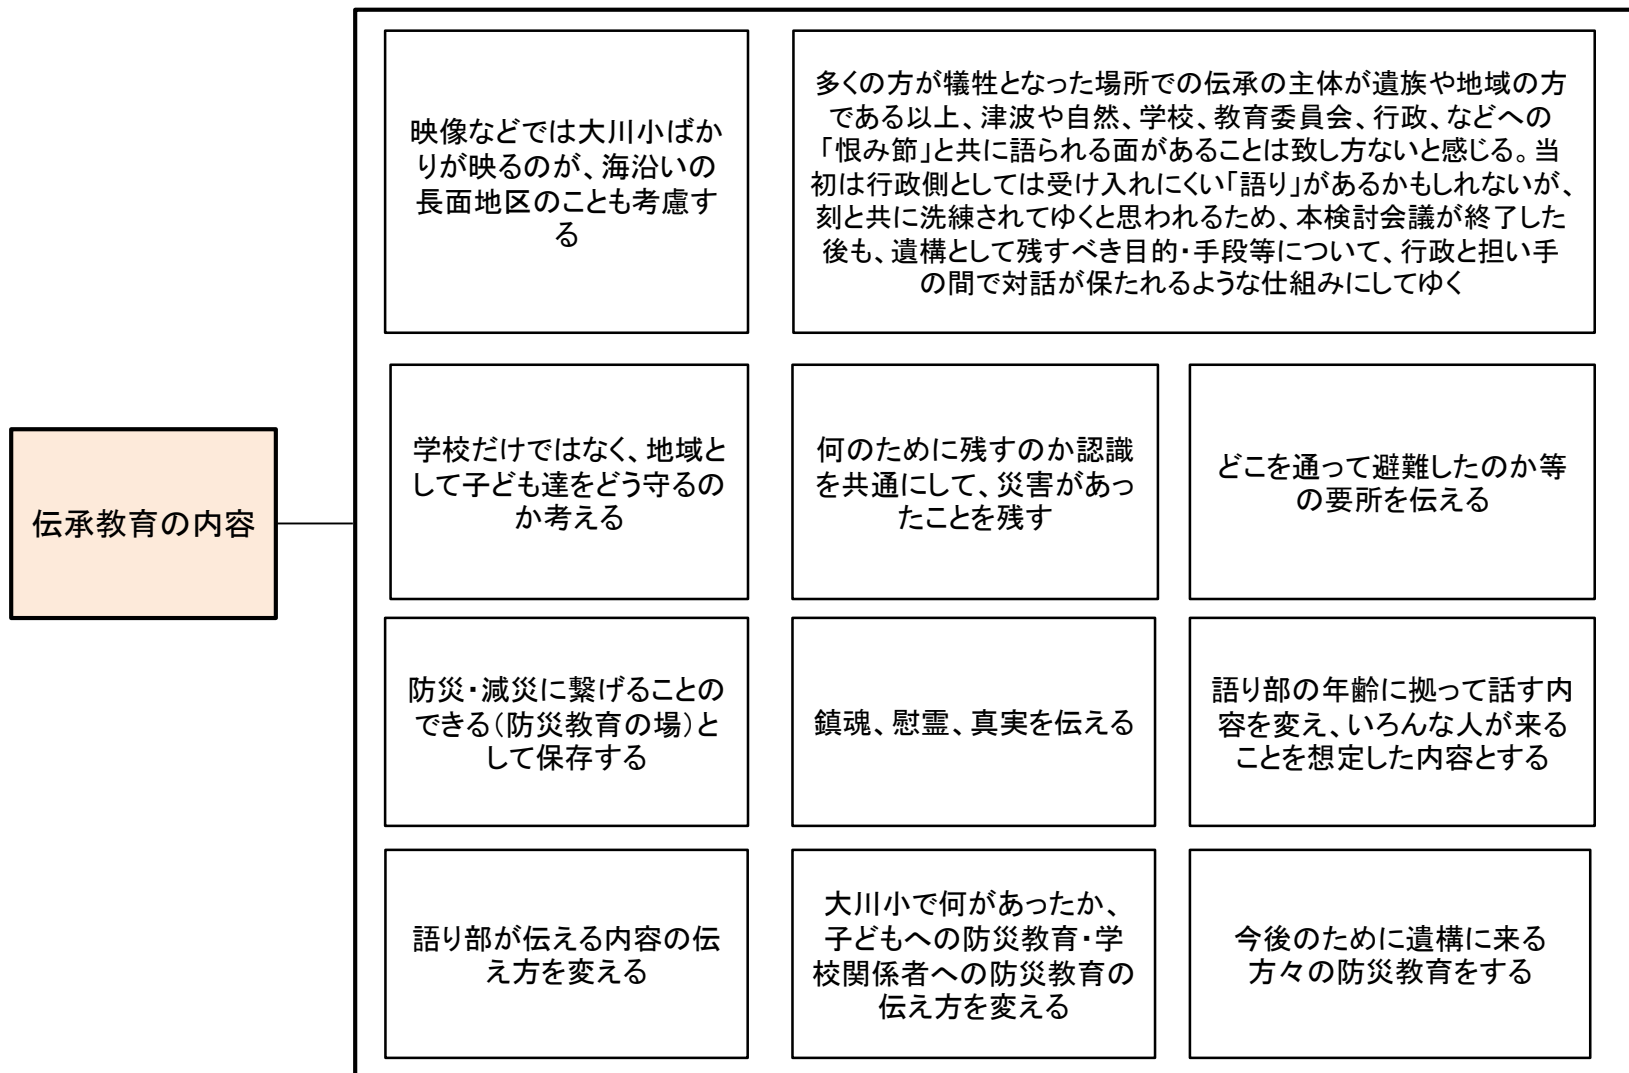 伝承教育の内容
映像などでは大川小ばか
りが映るのが、海沿いの
長面地区のことも考慮す
る
多くの方が犠牲となった場所での伝承の主体が遺族や地域の方
である以上、津波や自然、学校、教育委員会、行政、などへの
「恨み節」と共に語られる面があることは致し方ないと感じる。当
初は行政側としては受け入れにくい「語り」があるかもしれないが、
刻と共に洗練されてゆくと思われるため、本検討会議が終了した
後も、遺構として残すべき目的・手段等について、行政と担い手
の間で対話が保たれるような仕組みにしてゆく
学校だけではなく、地域と
して子ども達をどう守るの
か考える
何のために残すのか認識
を共通にして、災害があっ
たことを残す
どこを通って避難したのか等
の要所を伝える
防災・減災に繋げることの
できる(防災教育の場)と
して保存する
鎮魂、慰霊、真実を伝える
語り部の年齢に拠って話す内
容を変え、いろんな人が来る
ことを想定した内容とする
語り部が伝える内容の伝
え方を変える
大川小で何があったか、
子どもへの防災教育・学
校関係者への防災教育の
伝え方を変える
今後のために遺構に来る
方々の防災教育をする